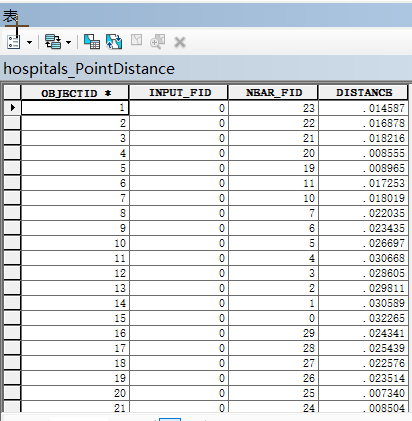 表
hospitals_PointDistance
OBJECTID * INPUT_FID NEAR_FID DISTANCE
1 0 23 .014587
2 0 22 .016878
3 0 21 .018216
4 0 20 .008555
5 0 19 .008965
6 0 11 .017253
7 0 10 .018019
8 0 7 .022035
9 0 6 .023435
10 0 5 .026697
11 0 4 .030668
12 0 3 .028605
13 0 2 .029811
14 0 1 .030589
15 0 0 .032265
16 0 29 .024341
17 0 28 .025439
18 0 27 .022576
19 0 26 .023514
20 0 25 .007340
21 0 24 .008504